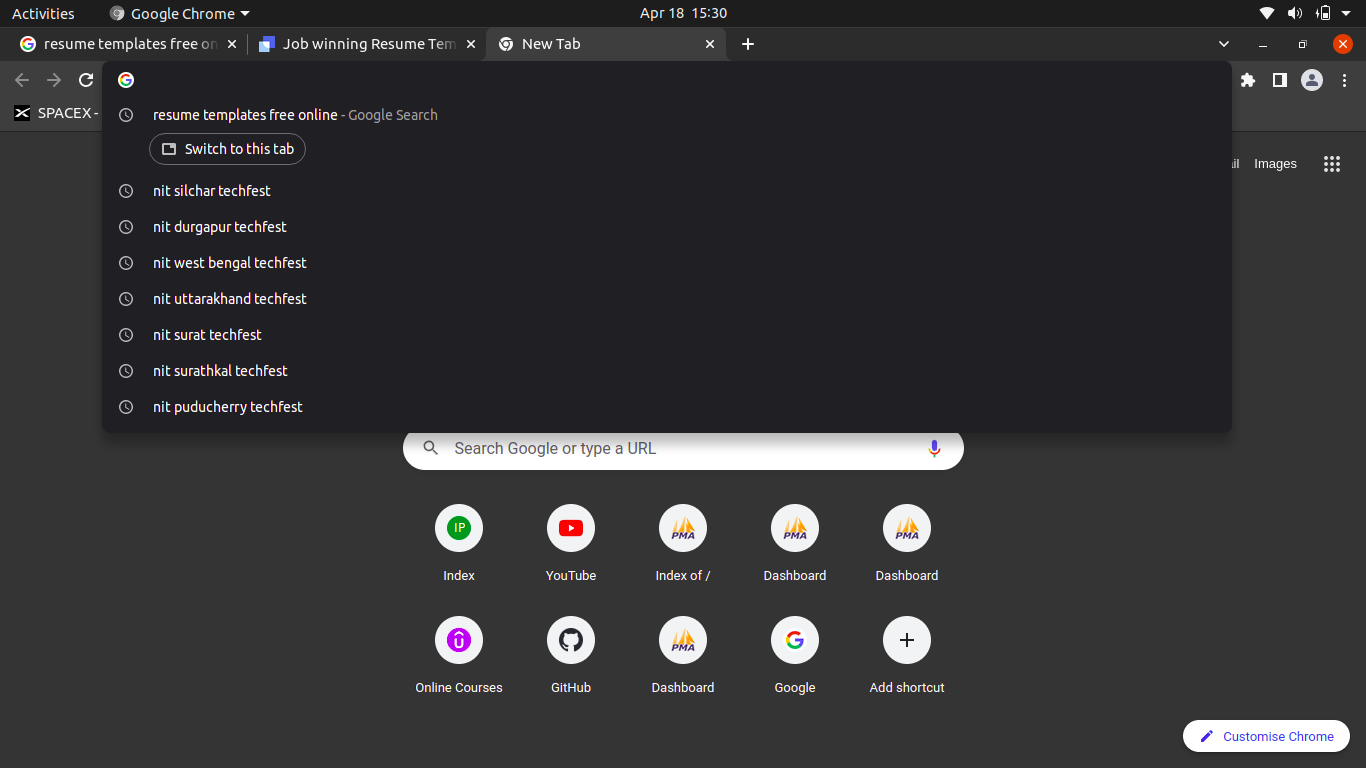 Activities
Google Chrome
Apr 18 15:30
resume templates free on
Job winning Resume Tem
New Tab
SPACEX -
resume templates free online - Google Search
Switch to this tab
nit silchar techfest
Images
nit durgapur techfest
nit west bengal techfest
nit uttarakhand techfest
nit surat techfest
nit surathkal techfest
nit puducherry techfest
Search Google or type a URL
IP
PMA
PMA
PMA
Index
YouTube
Index of /
Dashboard
Dashboard
PMA
Online Courses
GitHub
Dashboard
Google
Add shortcut
Customise Chrome